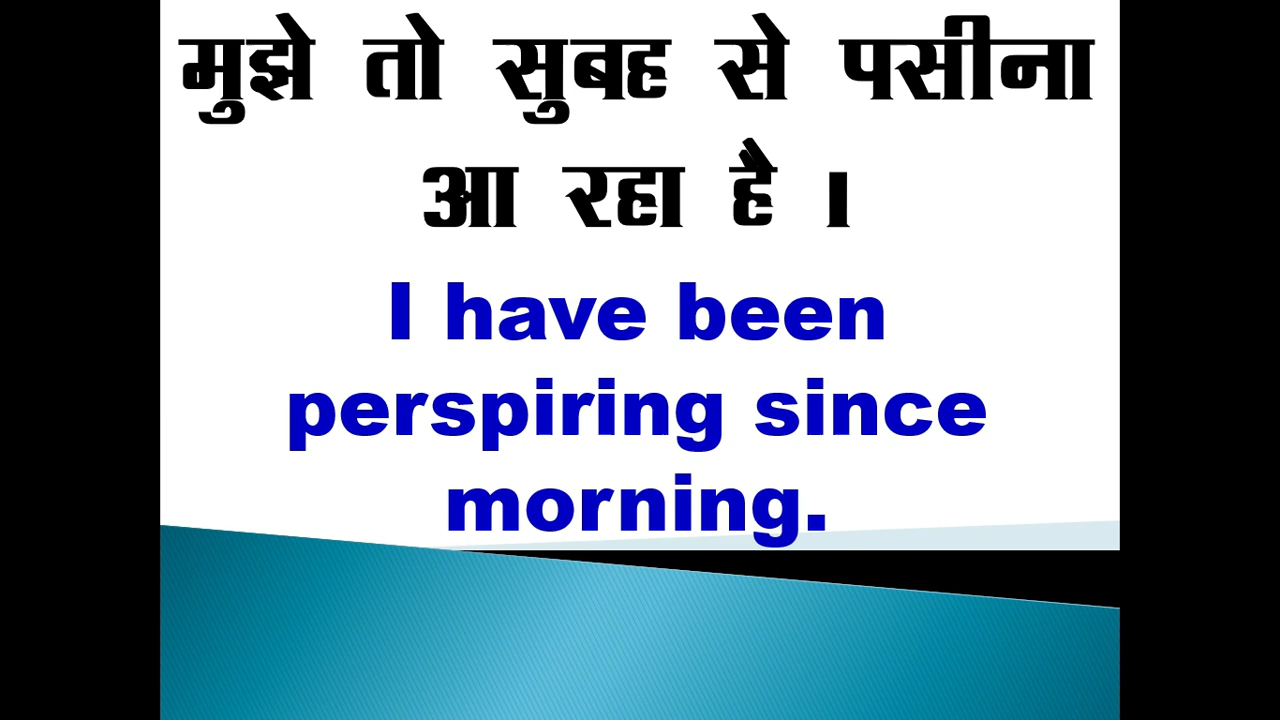 मुझे तो सुबह से पसीना
आ रहा है ।
I have been
perspiring since
morning.